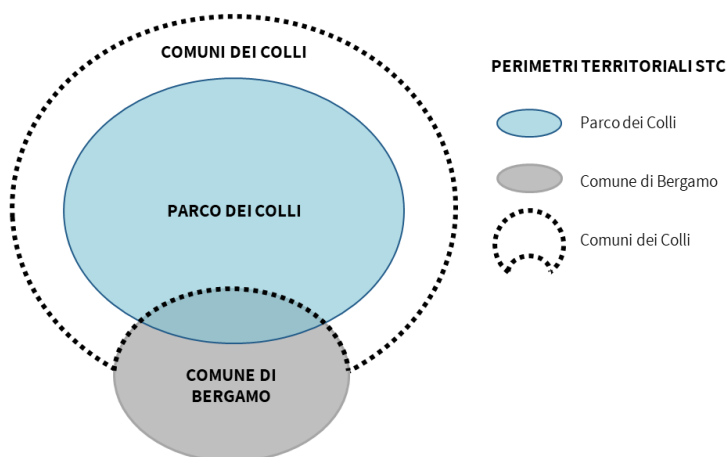 COMUNI DEI COLLI
PARCO DEI COLLI
COMUNE DI
BERGAMO
PERIMETRI TERRITORIALI STC
Parco dei Colli
Comune di Bergamo
Comuni dei Colli